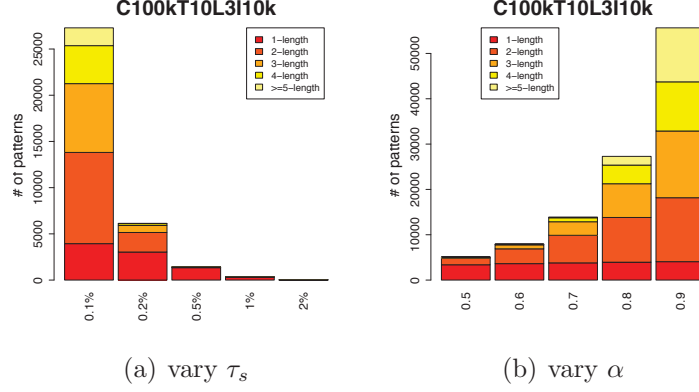 C100kT10L3I10k
# of patterns
25000
20000
15000
10000
5000
0
1-length
2-length
3-length
4-length
>=5-length
0.1%
0.2%
0.5%
1%
2%
(a) vary τs
C100kT10L3I10k
# of patterns
50000
40000
30000
20000
10000
0
1-length
2-length
3-length
4-length
>=5-length
0.5
0.6
0.7
0.8
0.9
(b) vary α